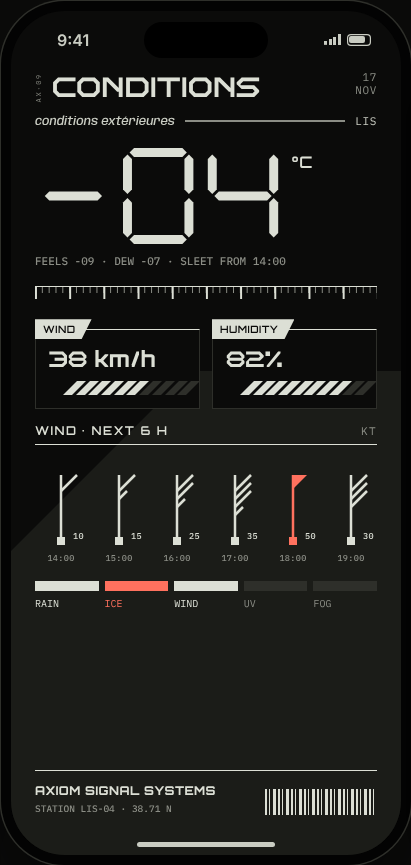 9:41
AX-09
CONDITIONS
17
NOV
conditions extérieures
LIS
-04 °C
FEELS -09 · DEW -07 · SLEET FROM 14:00
WIND
38 km/h
HUMIDITY
82%
WIND · NEXT 6 H
KT
10 15 25 35 50 30
14:00 15:00 16:00 17:00 18:00 19:00
RAIN ICE WIND UV FOG
AXIOM SIGNAL SYSTEMS
STATION LIS-04 · 38.71 N